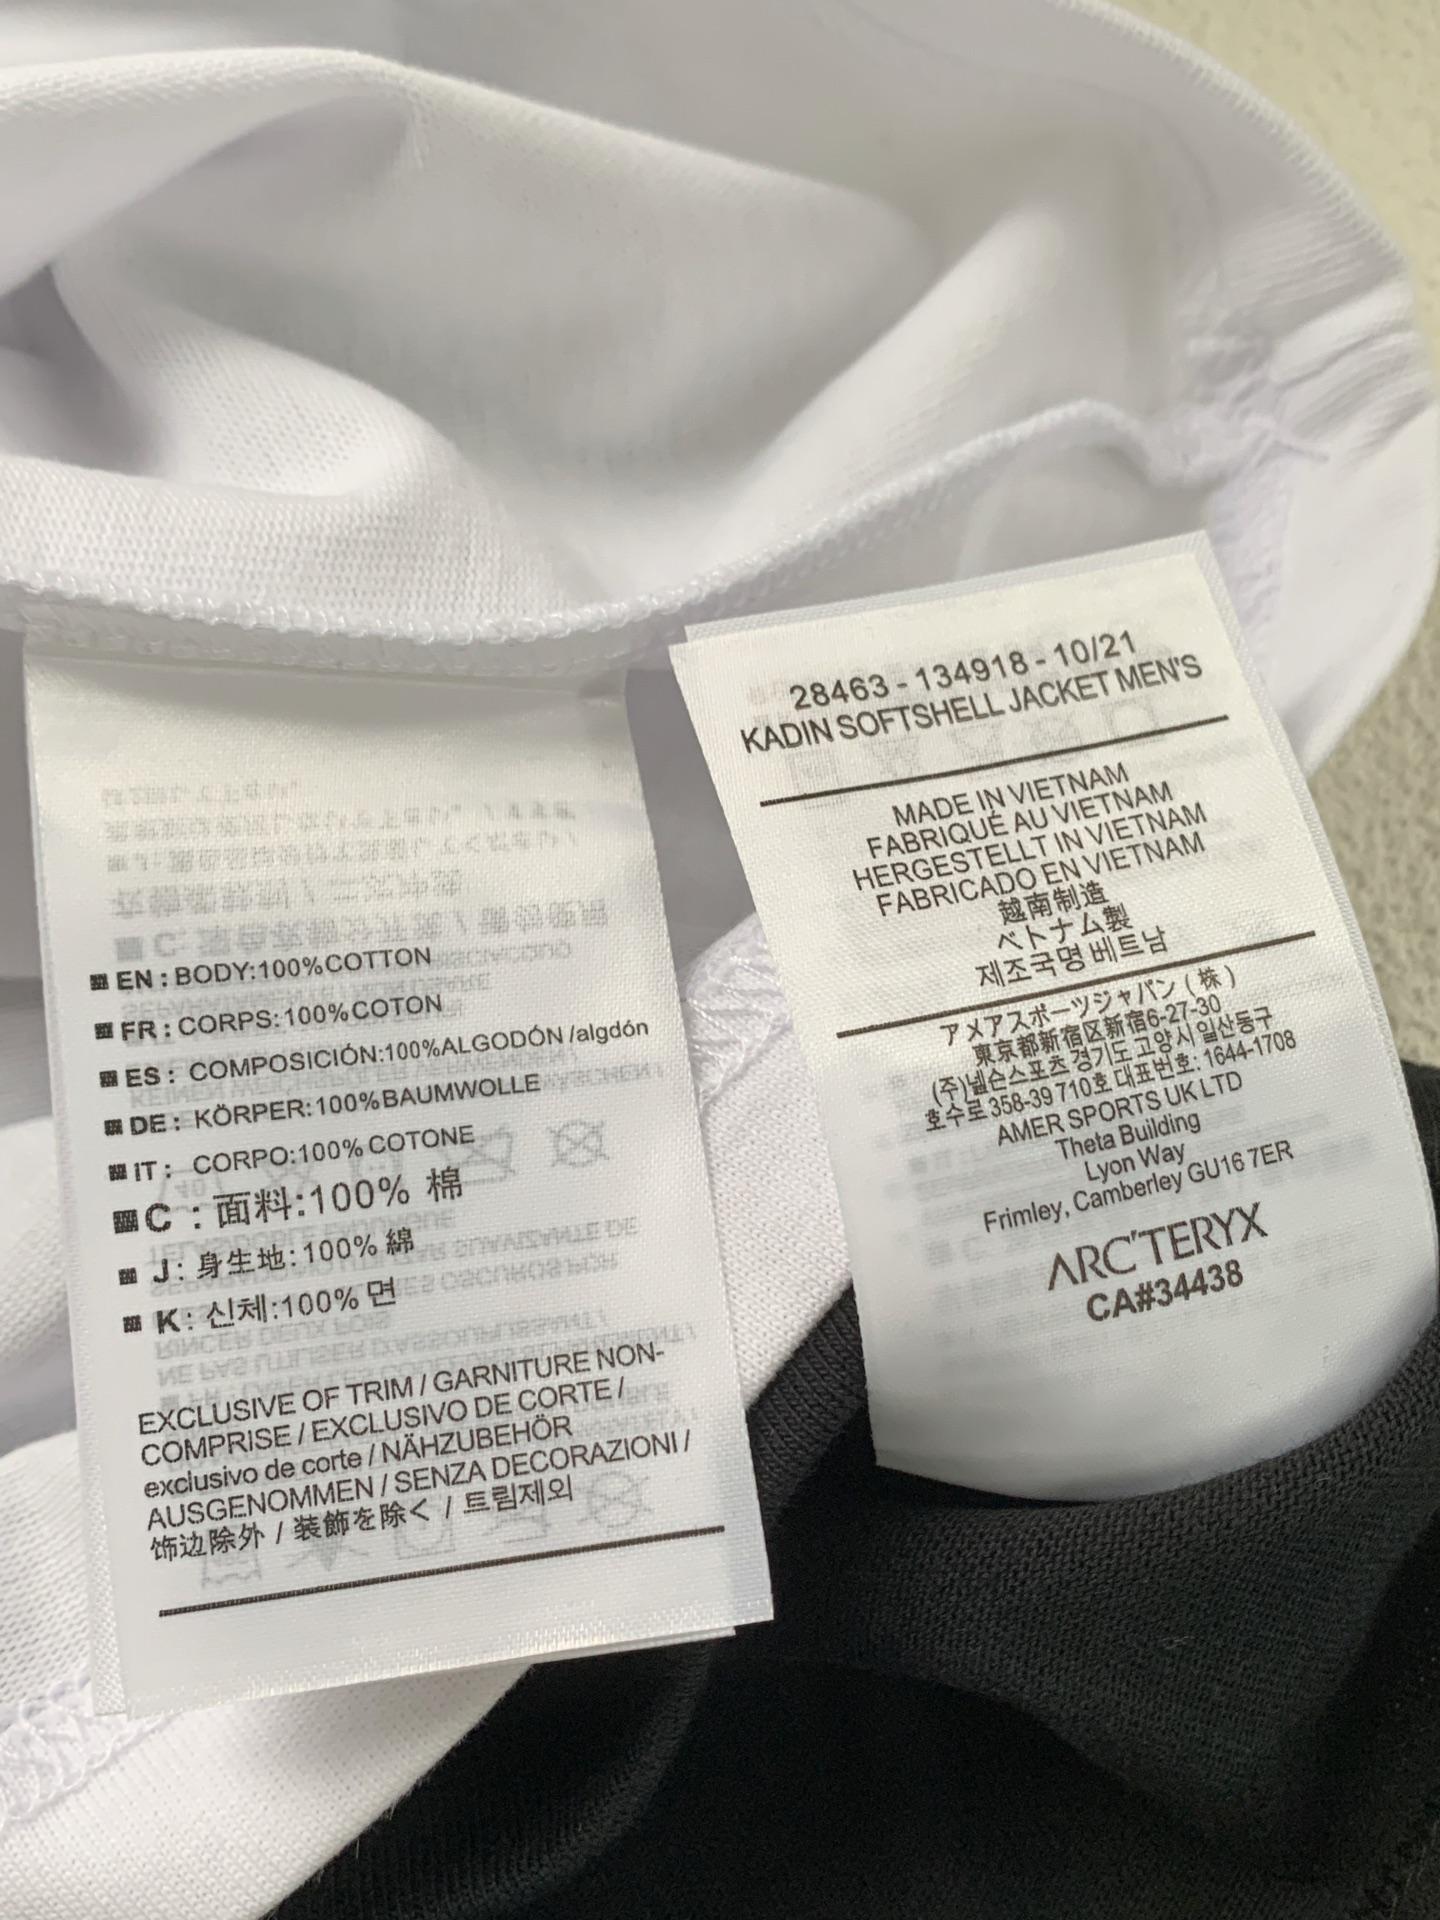 EN : BODY:100%COTTON
FR : CORPS:100%COTON
ES : COMPOSICIÓN:100%ALGODÓN /algdón
DE : KÖRPER:100%BAUMWOLLE
IT : CORPO:100% COTONE
C : 面料:100% 棉
J : 身生地:100% 綿
K : 신체:100% 면
EXCLUSIVE OF TRIM / GARNITURE NON-
COMPRISE / EXCLUSIVO DE CORTE /
exclusivo de corte / NÄHZUBEHÖR
AUSGENOMMEN / SENZA DECORAZIONI /
饰边除外 / 装飾を除く / 트림제외
28463 - 134918 - 10/21
KADIN SOFTSHELL JACKET MEN'S
MADE IN VIETNAM
FABRIQUÉ AU VIETNAM
HERGESTELLT IN VIETNAM
FABRICADO EN VIETNAM
越南制造
ベトナム製
제조국명 베트남
アメアスポーツジャパン (株)
東京都新宿区新宿6-27-30
(주)넬슨스포츠 경기도 고양시 일산동구
호수로 358-39 710호 대표번호: 1644-1708
AMER SPORTS UK LTD
Theta Building
Lyon Way
Frimley, Camberley GU16 7ER
ARC'TERYX
CA#34438